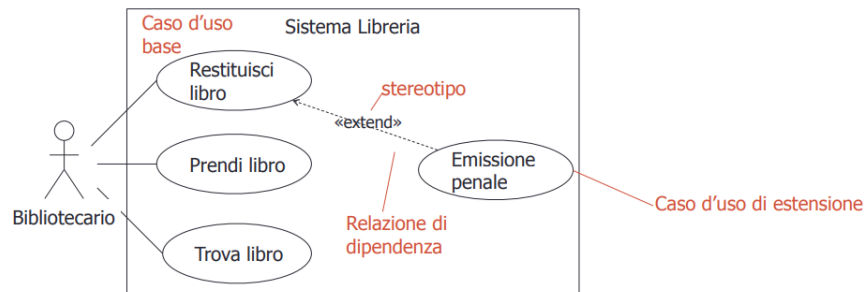 Caso d'uso
base
Sistema Libreria
Restituisci
libro
stereotipo
«extend»
Prendi libro
Emissione
penale
Bibliotecario
Relazione di
dipendenza
Caso d'uso di estensione
Trova libro